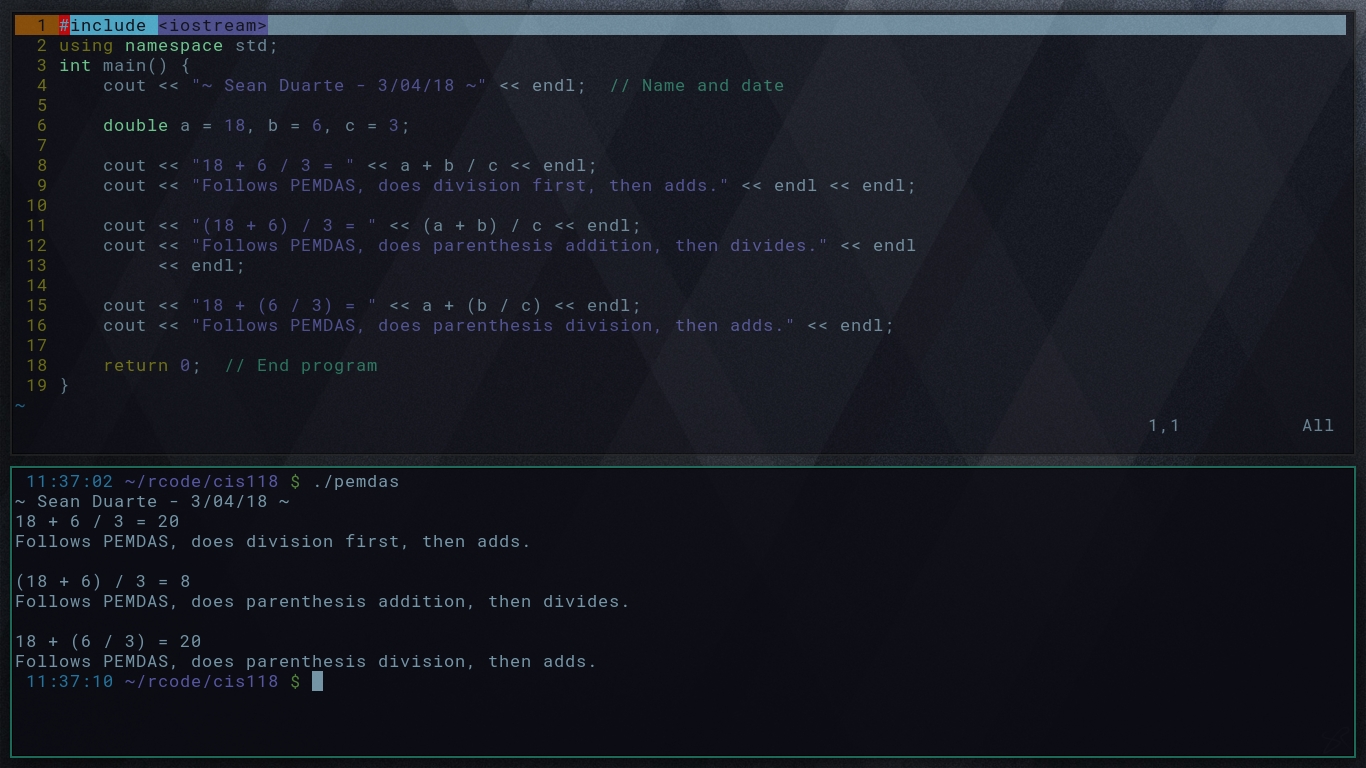 1 #include <iostream>
2 using namespace std;
3 int main() {
4     cout << "~ Sean Duarte - 3/04/18 ~" << endl;  // Name and date
5
6     double a = 18, b = 6, c = 3;
7
8     cout << "18 + 6 / 3 = " << a + b / c << endl;
9     cout << "Follows PEMDAS, does division first, then adds." << endl << endl;
10
11     cout << "(18 + 6) / 3 = " << (a + b) / c << endl;
12     cout << "Follows PEMDAS, does parenthesis addition, then divides." << endl
13          << endl;
14
15     cout << "18 + (6 / 3) = " << a + (b / c) << endl;
16     cout << "Follows PEMDAS, does parenthesis division, then adds." << endl;
17
18     return 0;  // End program
19 }
~
1,1 All
11:37:02 ~/rcode/cis118 $ ./pemdas
~ Sean Duarte - 3/04/18 ~
18 + 6 / 3 = 20
Follows PEMDAS, does division first, then adds.

(18 + 6) / 3 = 8
Follows PEMDAS, does parenthesis addition, then divides.

18 + (6 / 3) = 20
Follows PEMDAS, does parenthesis division, then adds.
11:37:10 ~/rcode/cis118 $